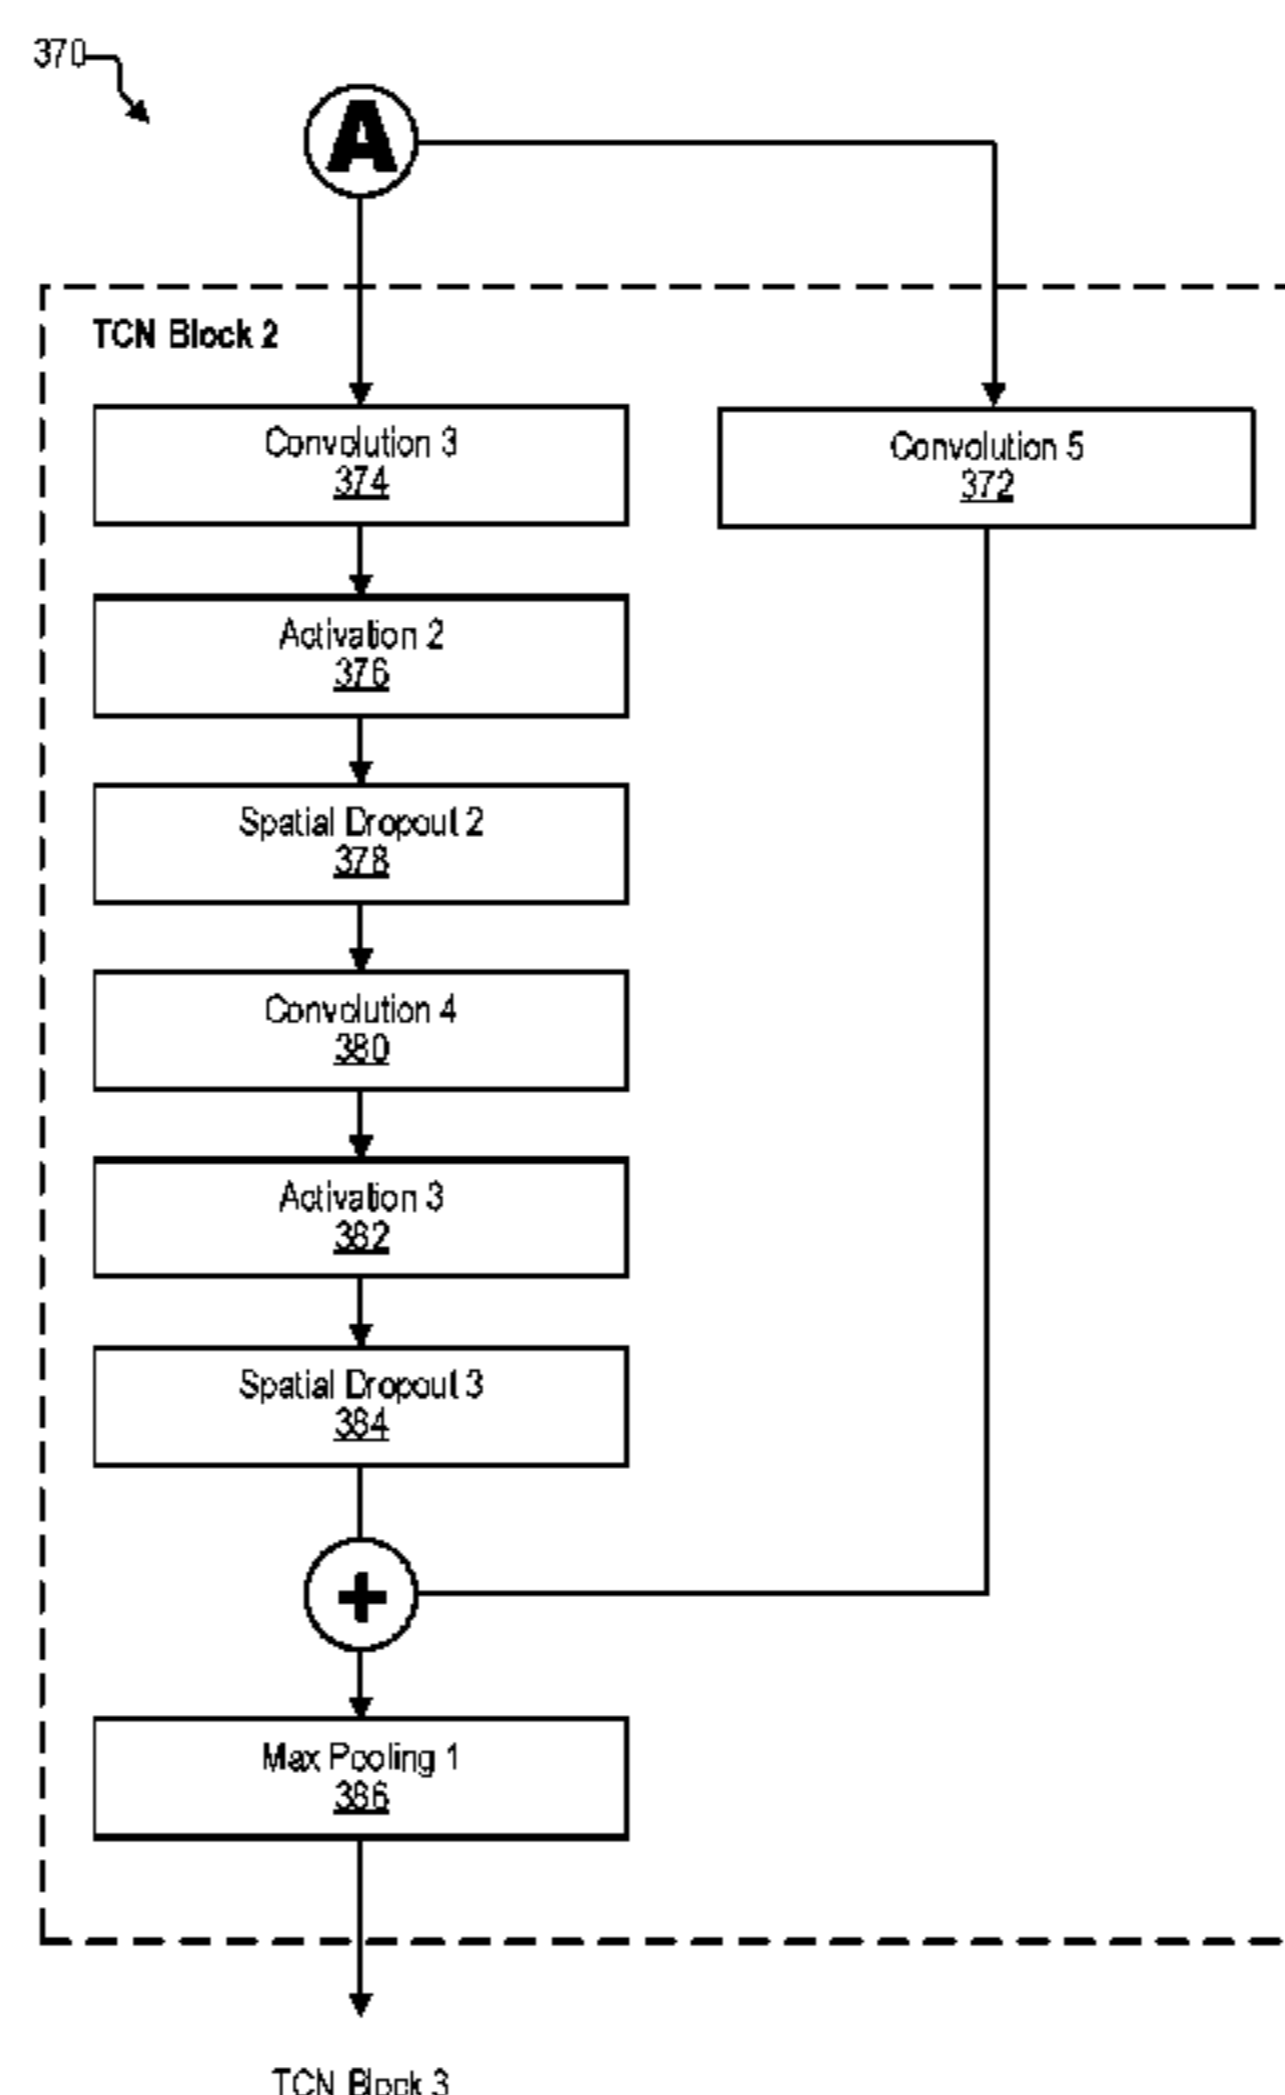 370
A
TCN Block 2
Convolution 3
374
Convolution 5
372
Activation 2
376
Spatial Dropout 2
378
Convolution 4
380
Activation 3
382
Spatial Dropout 3
384
+
Max Pooling 1
386
TCN Block 3